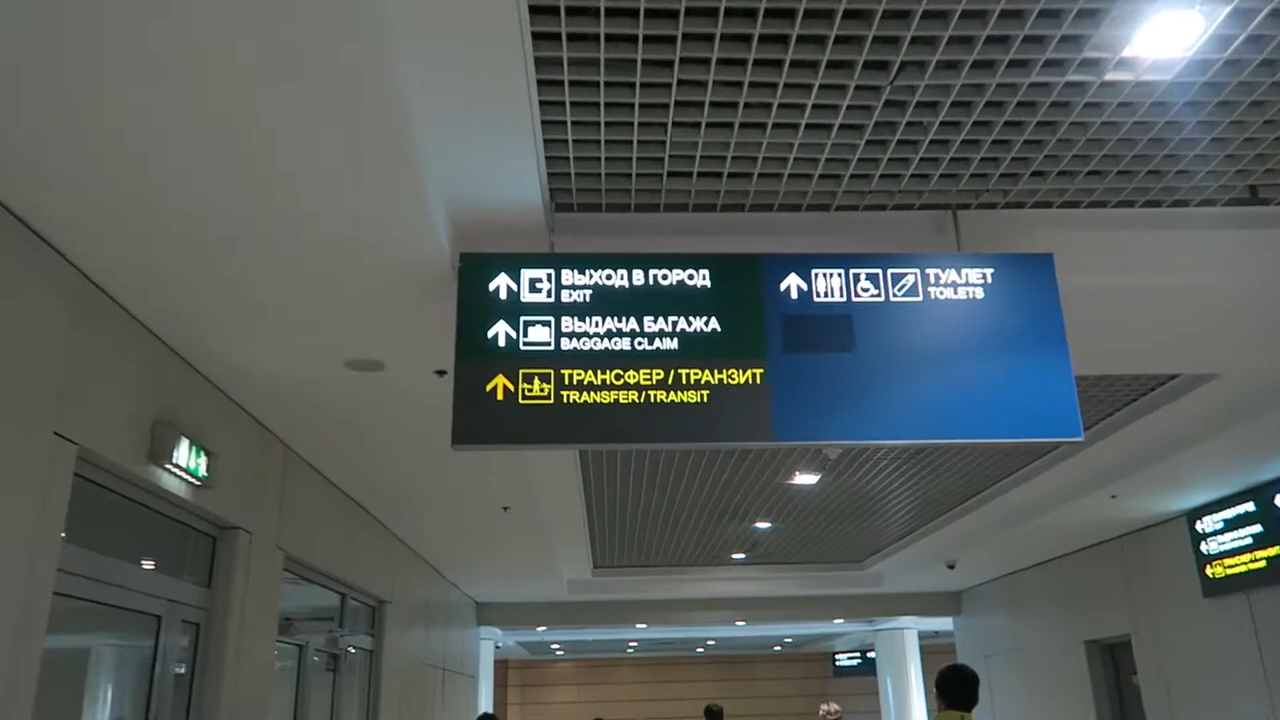 ВЫХОД В ГОРОД
EXIT
ВЫДАЧА БАГАЖА
BAGGAGE CLAIM
ТРАНСФЕР / ТРАНЗИТ
TRANSFER / TRANSIT
ТУАЛЕТ
TOILETS